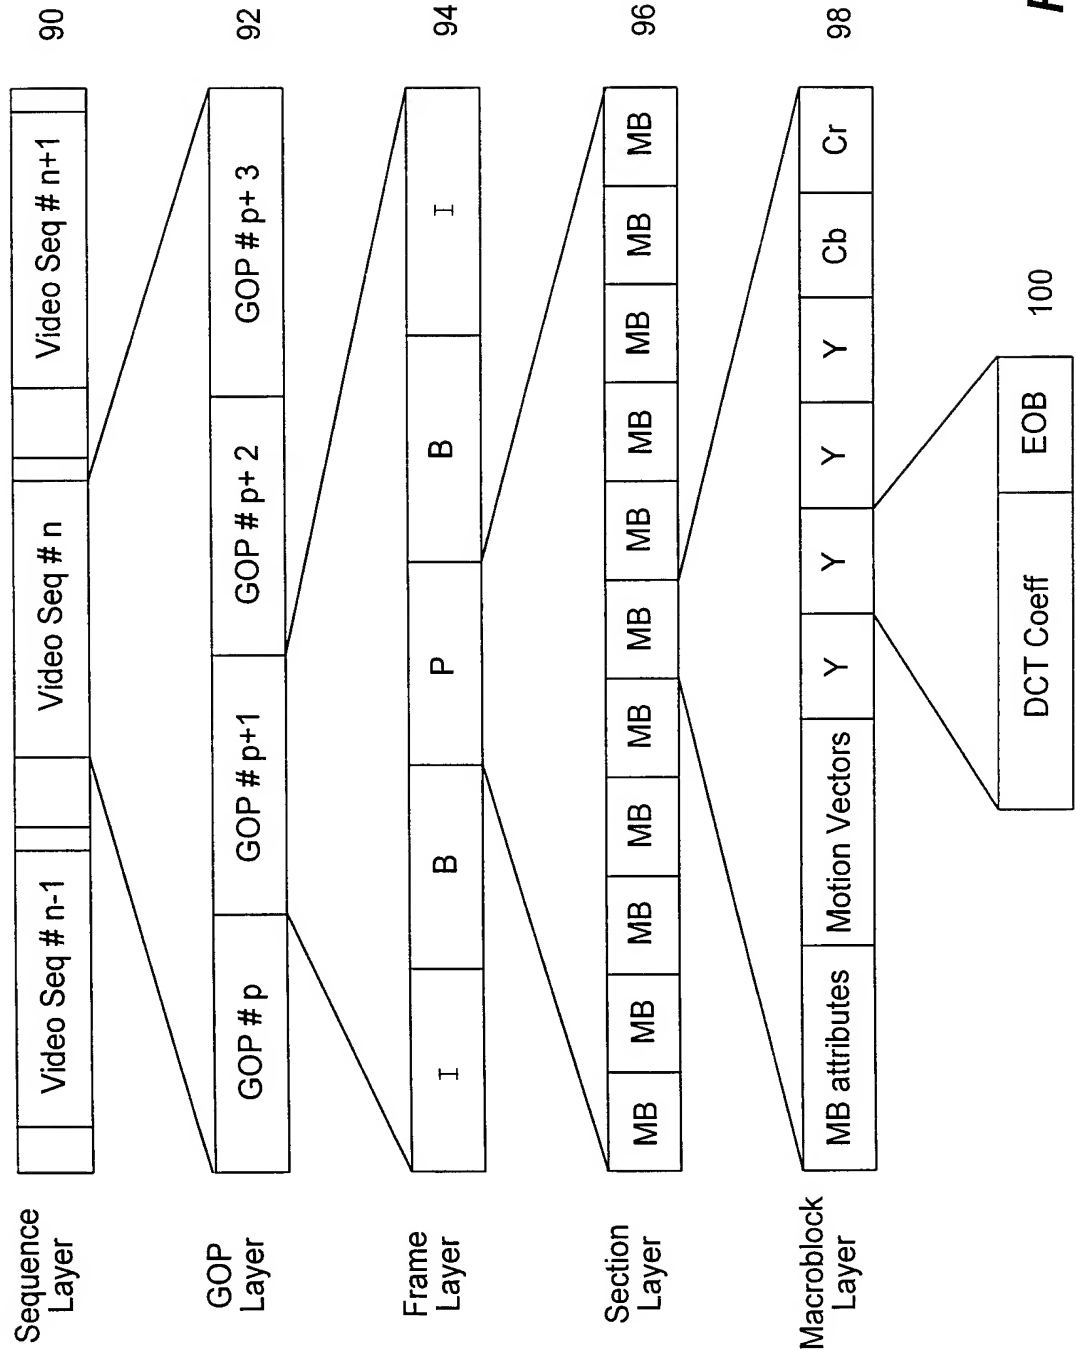 Sequence
Layer
Video Seq # n-1
Video Seq # n
Video Seq # n+1
90
GOP
Layer
GOP # p
GOP # p+1
GOP # p+ 2
GOP # p+ 3
92
Frame
Layer
I
B
P
B
I
94
Section
Layer
MB
MB
MB
MB
MB
MB
MB
MB
MB
MB
MB
96
Macroblock
Layer
MB attributes
Motion Vectors
Y
Y
Y
Y
Cb
Cr
98
DCT Coeff
EOB
100